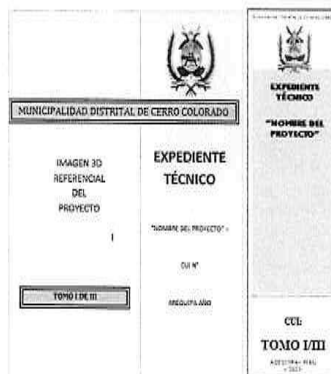 MUNICIPALIDAD DISTRITAL DE CERRO COLORADO
IMAGEN 3D
REFERENCIAL
DEL
PROYECTO
TOMO I DE III
EXPEDIENTE
TÉCNICO
"NOMBRE DEL PROYECTO"
CUI N°
AREQUIPA AÑO
EXPEDIENTE
TÉCNICO
"NOMBRE DEL
PROYECTO"
CUI:
TOMO I/III